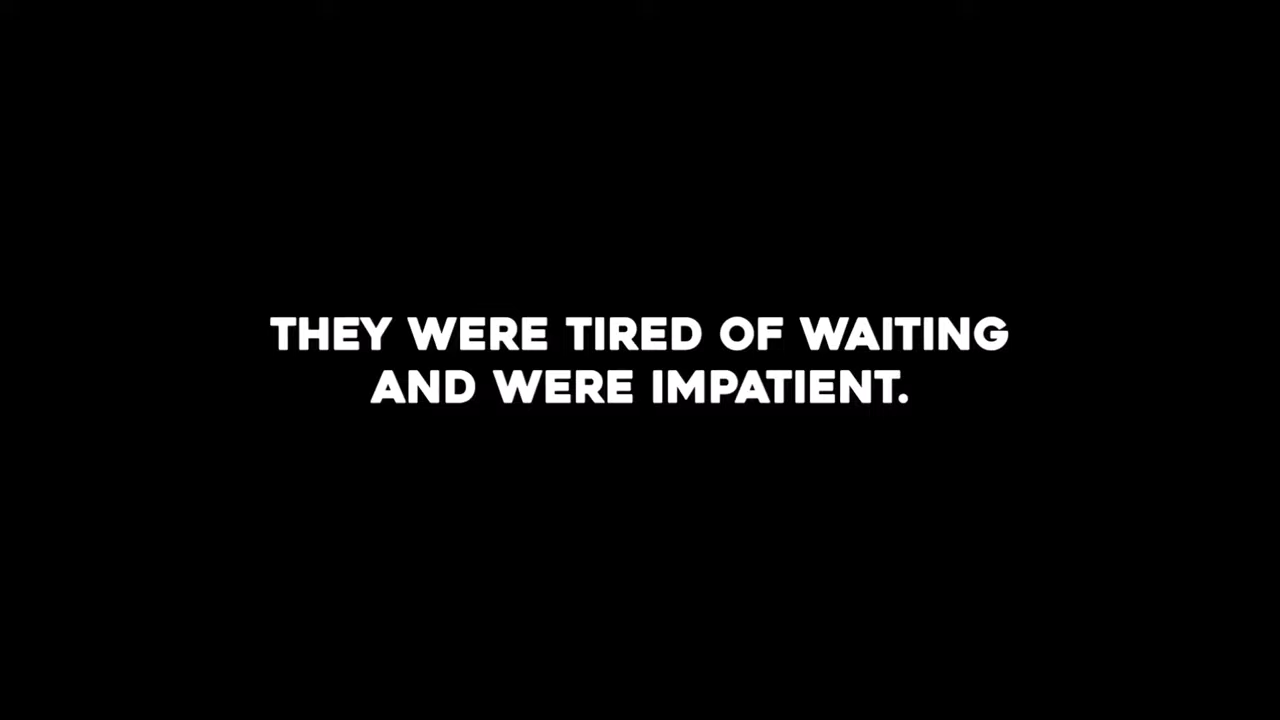 THEY WERE TIRED OF WAITING
AND WERE IMPATIENT.